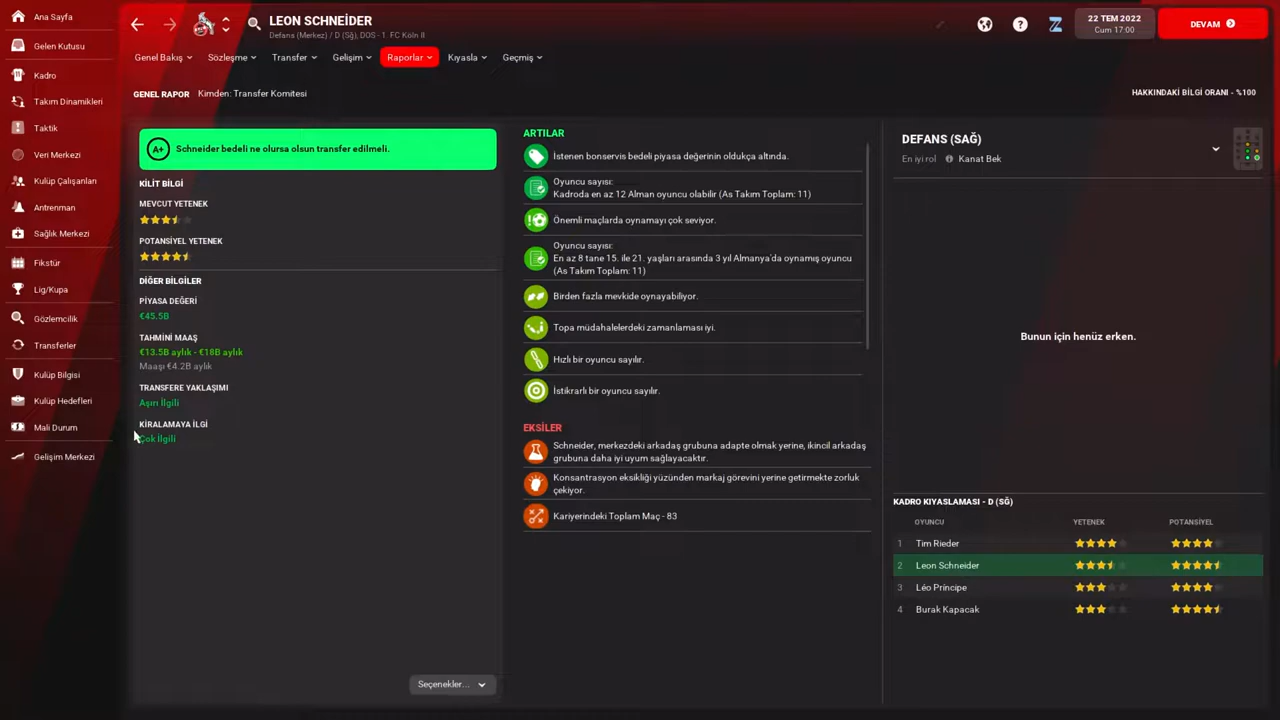 Ana Sayfa
Gelen Kutusu
Kadro
Takım Dinamikleri
Taktik
Veri Merkezi
Kulüp Çalışanları
Antrenman
Sağlık Merkezi
Fikstür
Lig/Kupa
Gözlemcilik
Transferler
Kulüp Bilgisi
Kulüp Hedefleri
Mali Durum
Gelişim Merkezi
LEON SCHNEİDER
Defans (Merkez) / D (Sğ), DOS - 1. FC Köln II
22 TEM 2022
Cum 17:00
DEVAM
Genel Bakış
Sözleşme
Transfer
Gelişim
Raporlar
Kıyasla
Geçmiş
GENEL RAPOR
Kimden: Transfer Komitesi
HAKKINDAKİ BİLGİ ORANI - %100
A+
Schneider bedeli ne olursa olsun transfer edilmeli.
KİLİT BİLGİ
MEVCUT YETENEK
POTANSİYEL YETENEK
DİĞER BİLGİLER
PİYASA DEĞERİ
€45.5B
TAHMİNİ MAAŞ
€13.5B aylık - €18B aylık
Maaşı €4.2B aylık
TRANSFERE YAKLAŞIMI
Aşırı İlgili
KİRALAMAYA İLGİ
Çok İlgili
Seçenekler...
ARTILAR
İstenen bonservis bedeli piyasa değerinin oldukça altında.
Oyuncu sayısı:
Kadroda en az 12 Alman oyuncu olabilir (As Takım Toplam: 11)
Önemli maçlarda oynamayı çok seviyor.
Oyuncu sayısı:
En az 8 tane 15. ile 21. yaşları arasında 3 yıl Almanya'da oynamış oyuncu
(As Takım Toplam: 11)
Birden fazla mevkide oynayabiliyor.
Topa müdahalelerdeki zamanlaması iyi.
Hızlı bir oyuncu sayılır.
İstikrarlı bir oyuncu sayılır.
EKSİLER
Schneider, merkezdeki arkadaş grubuna adapte olmak yerine, ikincil arkadaş
grubuna daha iyi uyum sağlayacaktır.
Konsantrasyon eksikliği yüzünden markaj görevini yerine getirmekte zorluk
çekiyor.
Kariyerindeki Toplam Maç - 83
DEFANS (SAĞ)
En iyi rol
Kanat Bek
Bunun için henüz erken.
KADRO KIYASLAMASI - D (SĞ)
OYUNCU YETENEK POTANSİYEL
1 Tim Rieder
2 Leon Schneider
3 Léo Príncipe
4 Burak Kapacak